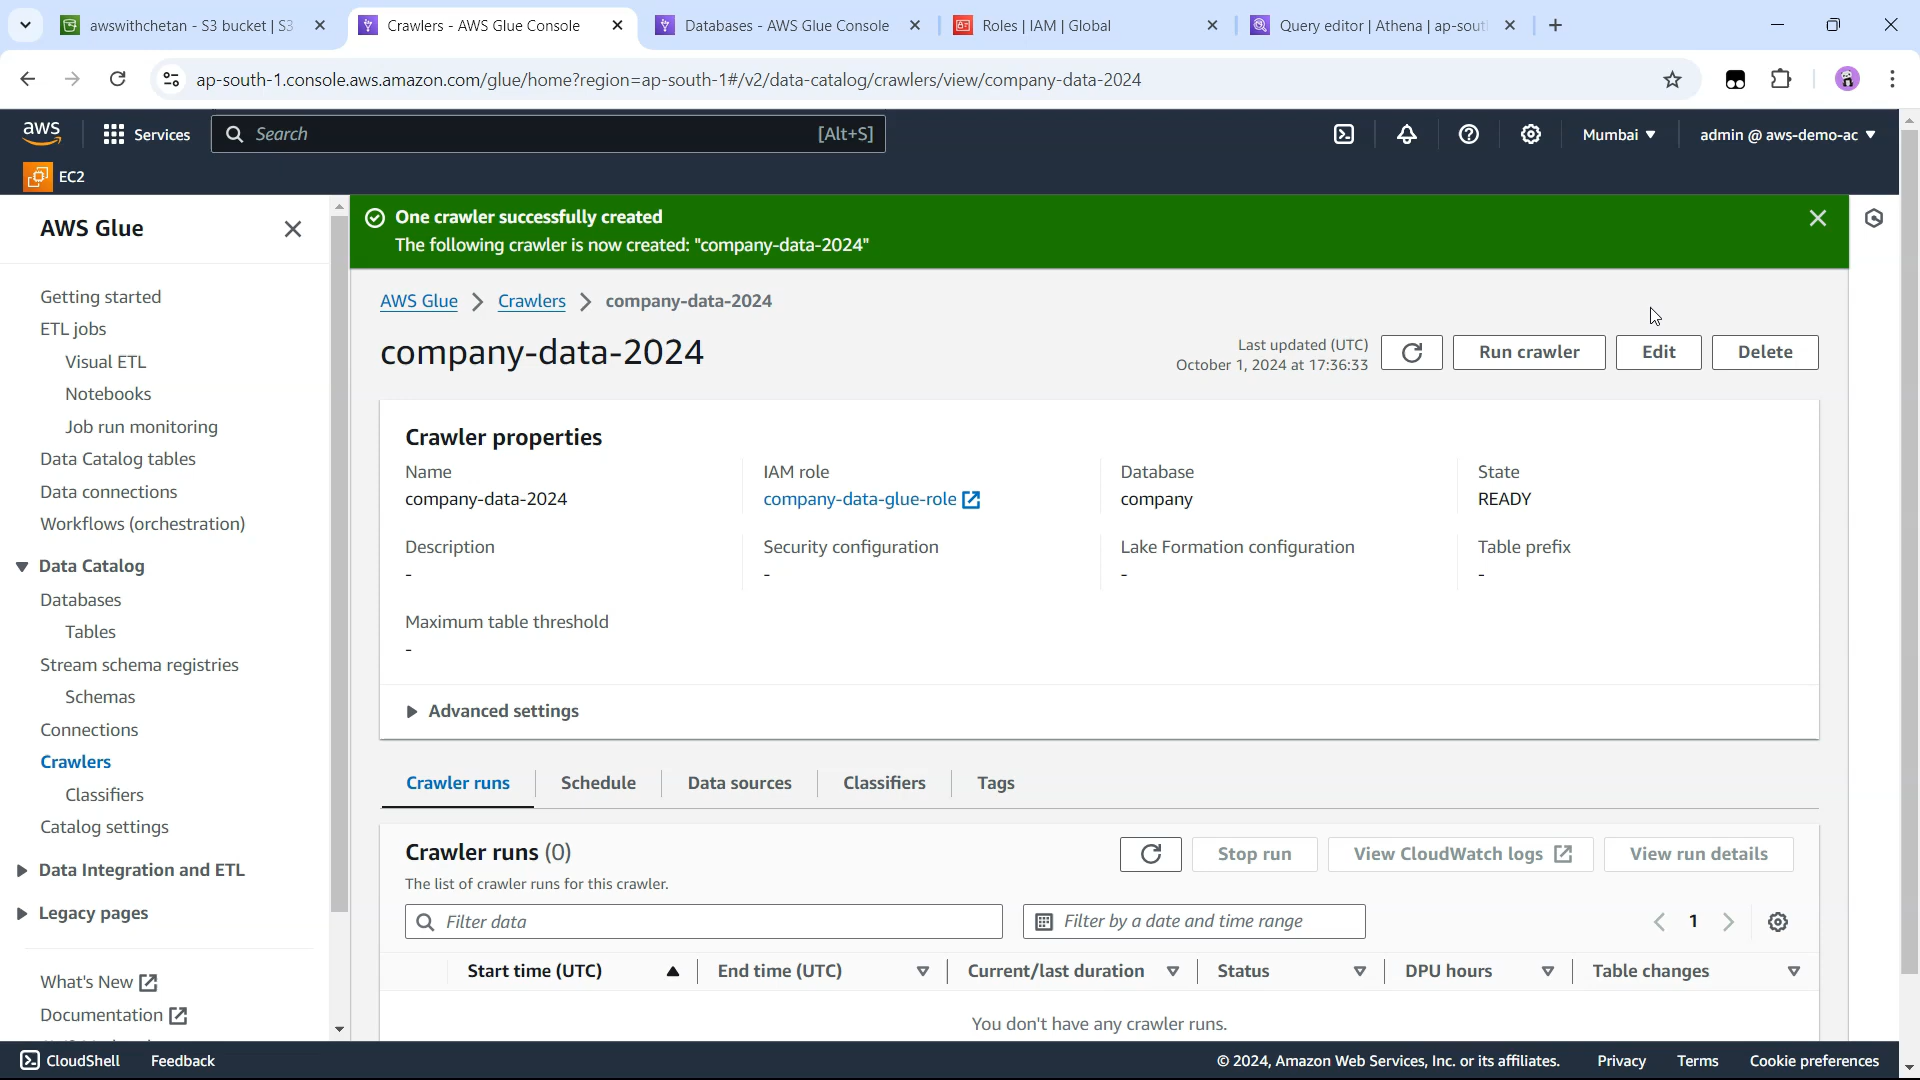 awswithchetan - S3 bucket | S3
Crawlers - AWS Glue Console
Databases - AWS Glue Console
Roles | IAM | Global
Query editor | Athena | ap-sout
ap-south-1.console.aws.amazon.com/glue/home?region=ap-south-1#/v2/data-catalog/crawlers/view/company-data-2024
aws
Services
Search
[Alt+S]
Mumbai
admin @ aws-demo-ac
EC2
AWS Glue
Getting started
ETL jobs
Visual ETL
Notebooks
Job run monitoring
Data Catalog tables
Data connections
Workflows (orchestration)
Data Catalog
Databases
Tables
Stream schema registries
Schemas
Connections
Crawlers
Classifiers
Catalog settings
Data Integration and ETL
Legacy pages
What's New
Documentation
One crawler successfully created
The following crawler is now created: "company-data-2024"
AWS Glue
Crawlers
company-data-2024
company-data-2024
Last updated (UTC)
October 1, 2024 at 17:36:33
Run crawler
Edit
Delete
Crawler properties
Name
company-data-2024
IAM role
company-data-glue-role
Database
company
State
READY
Description
-
Security configuration
-
Lake Formation configuration
-
Table prefix
-
Maximum table threshold
-
Advanced settings
Crawler runs
Schedule
Data sources
Classifiers
Tags
Crawler runs (0)
The list of crawler runs for this crawler.
Stop run
View CloudWatch logs
View run details
Filter data
Filter by a date and time range
1
Start time (UTC)
End time (UTC)
Current/last duration
Status
DPU hours
Table changes
You don't have any crawler runs.
CloudShell
Feedback
© 2024, Amazon Web Services, Inc. or its affiliates.
Privacy
Terms
Cookie preferences